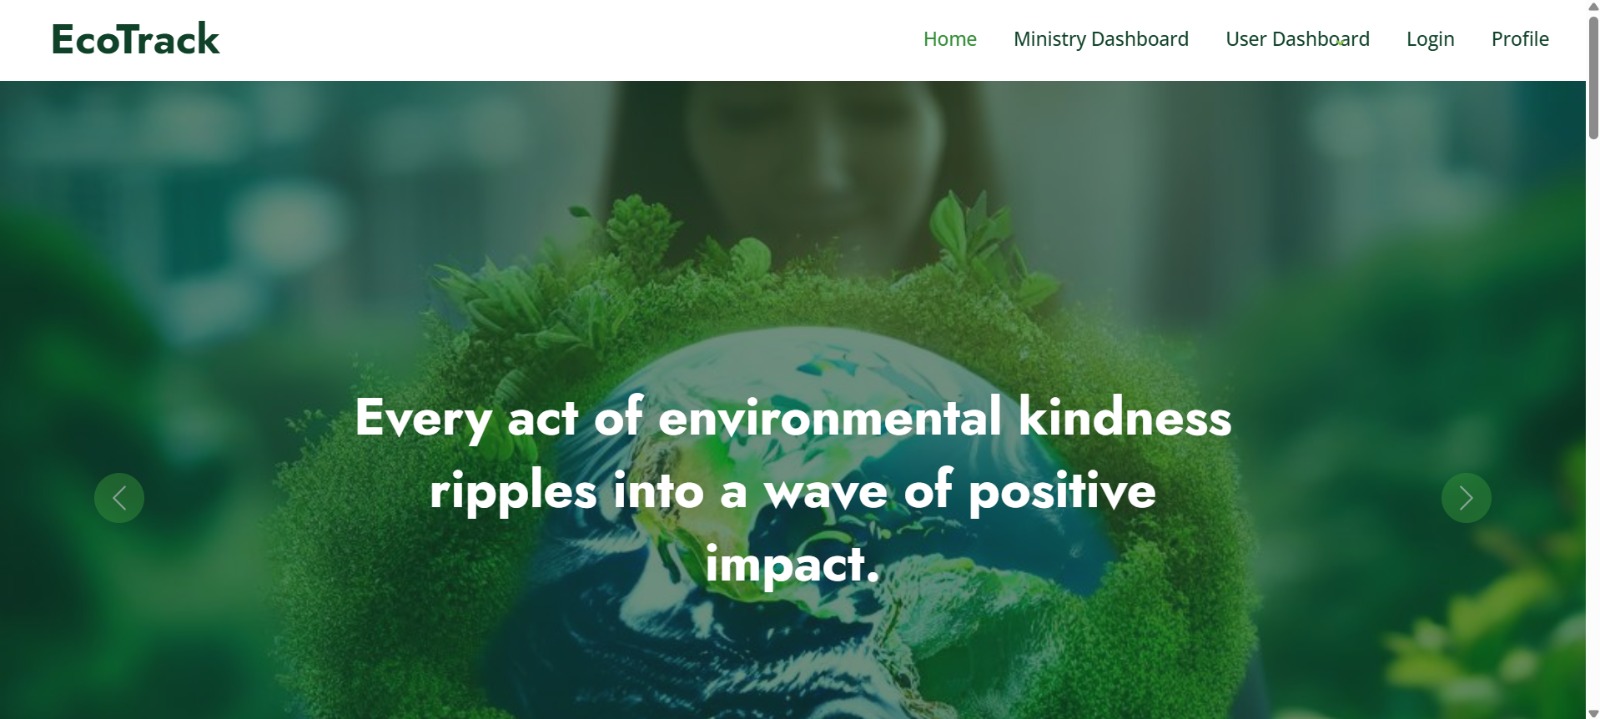 EcoTrack
Home Ministry Dashboard User Dashboard Login Profile
Every act of environmental kindness
ripples into a wave of positive
impact.